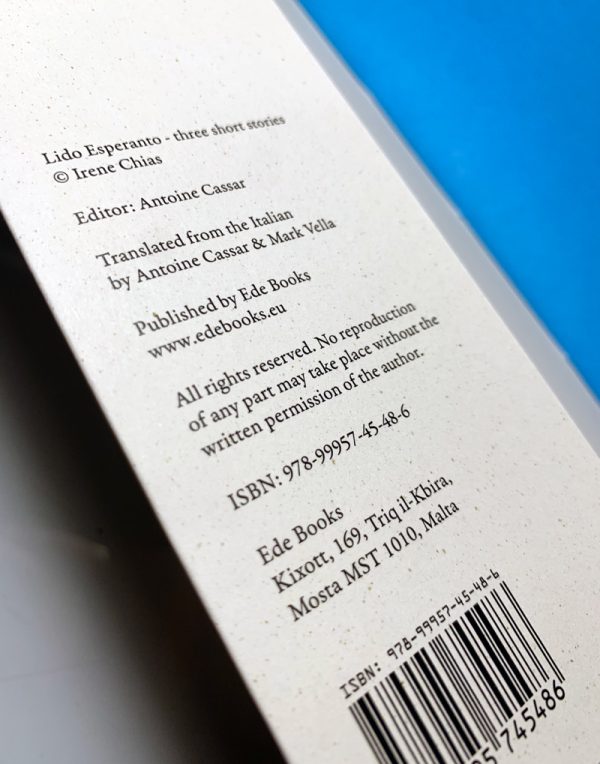 Lido Esperanto - three short stories
© Irene Chias
Editor: Antoine Cassar
Translated from the Italian
by Antoine Cassar & Mark Vella
Published by Ede Books
www.edebooks.eu
All rights reserved. No reproduction
of any part may take place without the
written permission of the author.
ISBN: 978-99957-45-48-6
Ede Books
Kixott, 169, Triq il-Kbira,
Mosta MST 1010, Malta
ISBN: 978-99957-45-48-6
745486